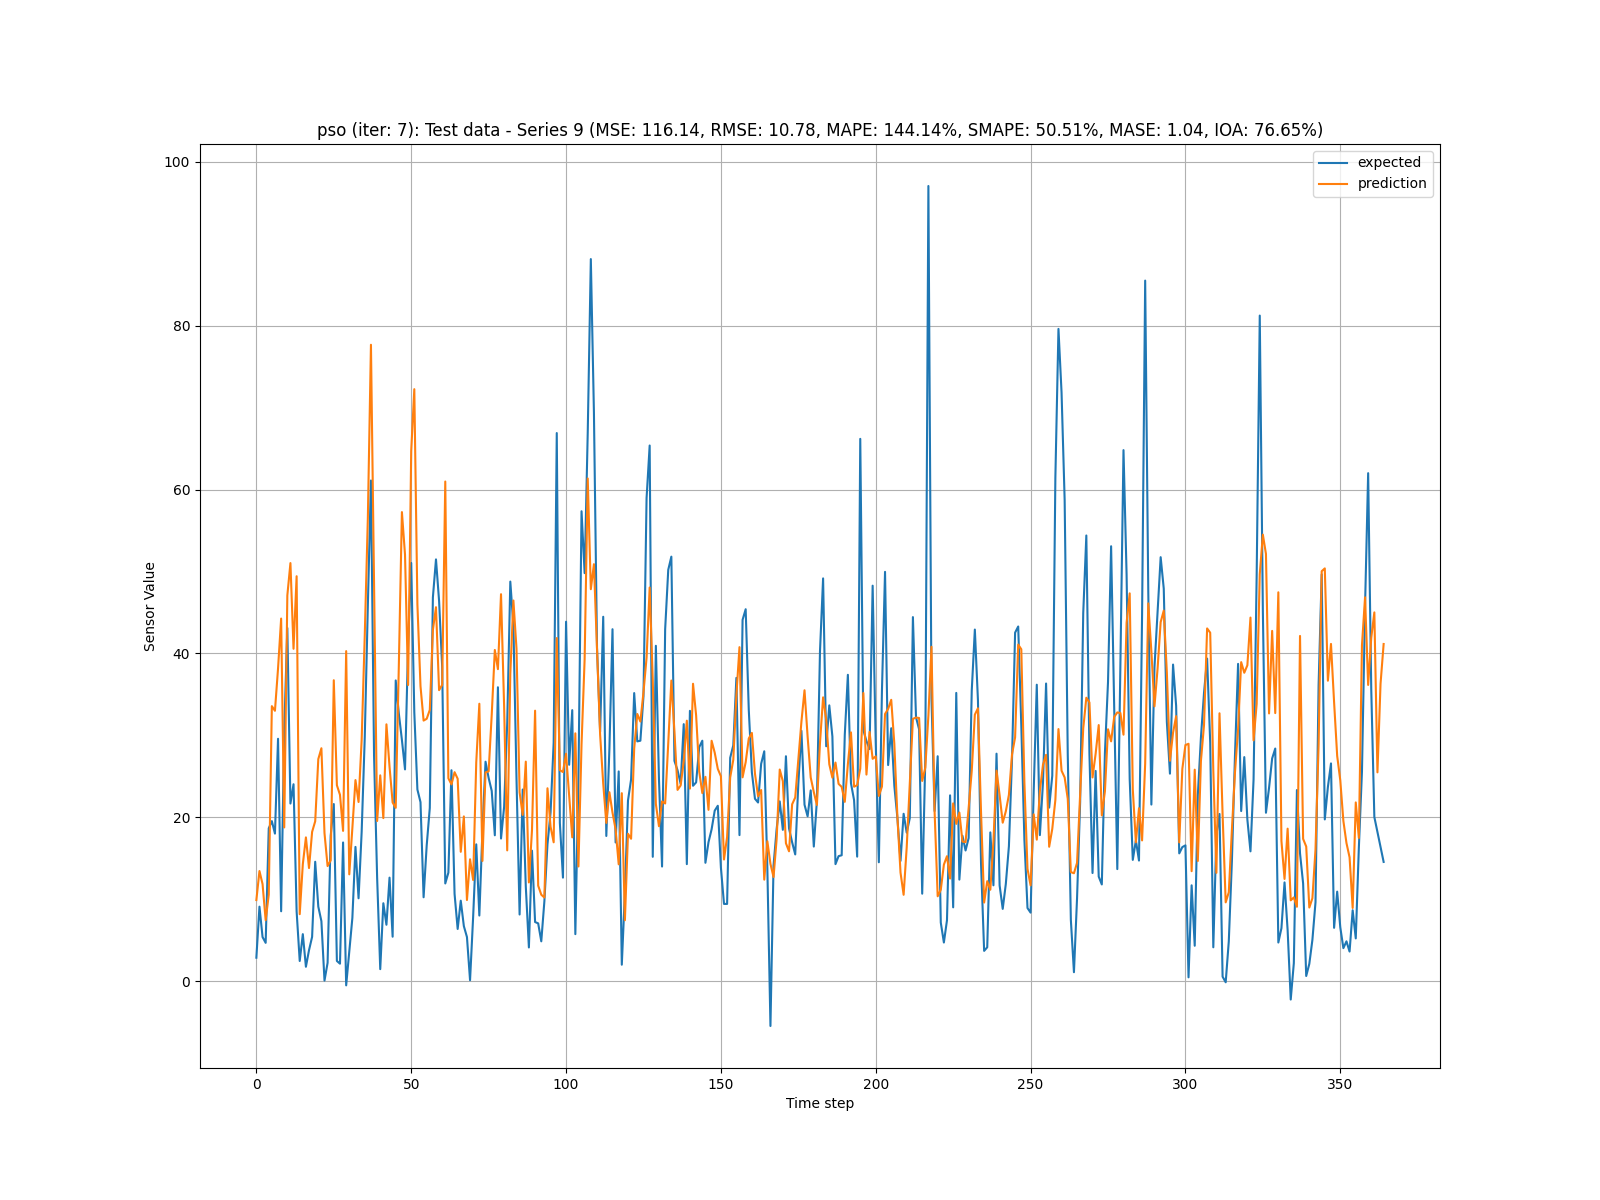 pso (iter: 7): Test data - Series 9 (MSE: 116.14, RMSE: 10.78, MAPE: 144.14%, SMAPE: 50.51%, MASE: 1.04, IOA: 76.65%)
expected
prediction
100
80
60
40
20
0
Sensor Value
0 50 100 150 200 250 300 350
Time step